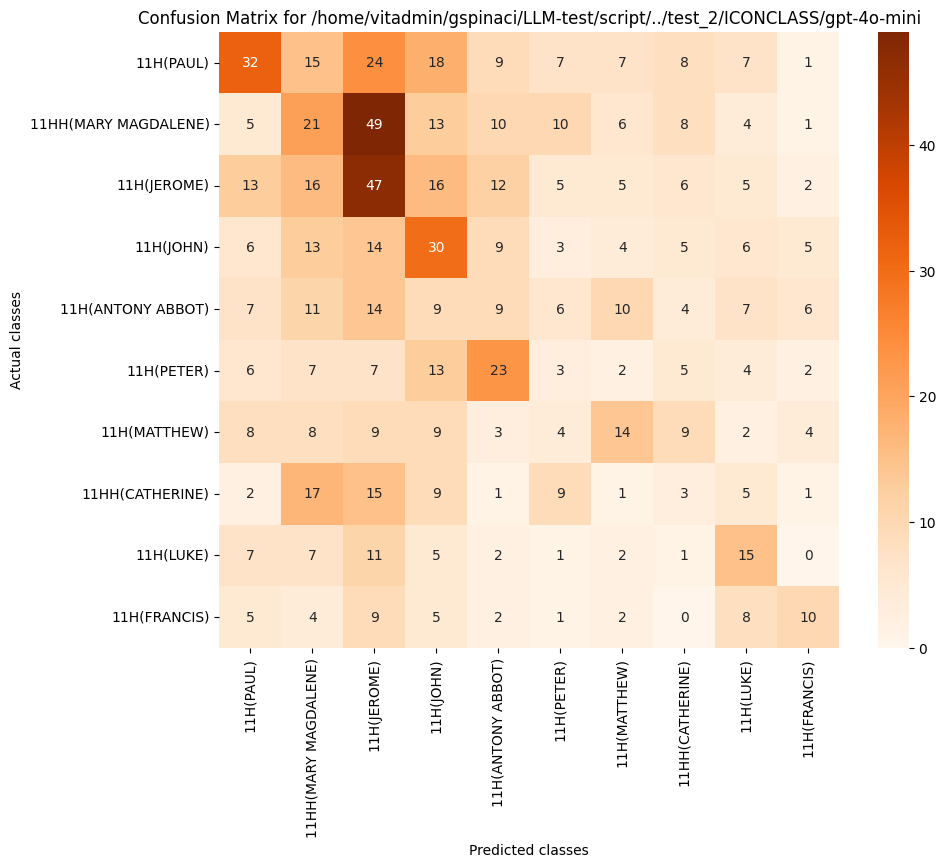 Confusion Matrix for /home/vitadmin/gspinaci/LLM-test/script/../test_2/ICONCLASS/gpt-4o-mini
Actual classes
11H(PAUL) 32 15 24 18 9 7 7 8 7 1
11HH(MARY MAGDALENE) 5 21 49 13 10 10 6 8 4 1
11H(JEROME) 13 16 47 16 12 5 5 6 5 2
11H(JOHN) 6 13 14 30 9 3 4 5 6 5
11H(ANTONY ABBOT) 7 11 14 9 9 6 10 4 7 6
11H(PETER) 6 7 7 13 23 3 2 5 4 2
11H(MATTHEW) 8 8 9 9 3 4 14 9 2 4
11HH(CATHERINE) 2 17 15 9 1 9 1 3 5 1
11H(LUKE) 7 7 11 5 2 1 2 1 15 0
11H(FRANCIS) 5 4 9 5 2 1 2 0 8 10
11H(PAUL)
11HH(MARY MAGDALENE)
11H(JEROME)
11H(JOHN)
11H(ANTONY ABBOT)
11H(PETER)
11H(MATTHEW)
11HH(CATHERINE)
11H(LUKE)
11H(FRANCIS)
Predicted classes
40
30
20
10
0